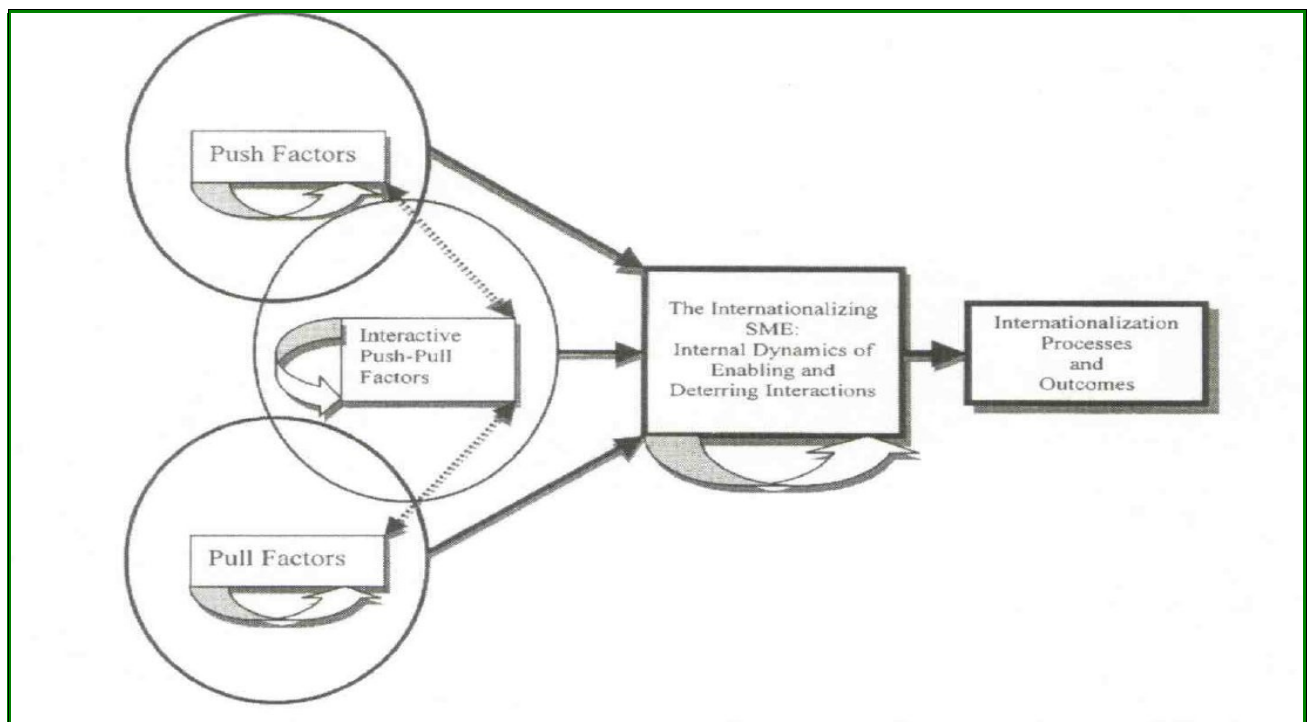 Push Factors
Interactive
Push-Pull
Factors
Pull Factors
The Internationalizing
SME:
Internal Dynamics of
Enabling and
Deterring Interactions
Internationalization
Processes
and
Outcomes